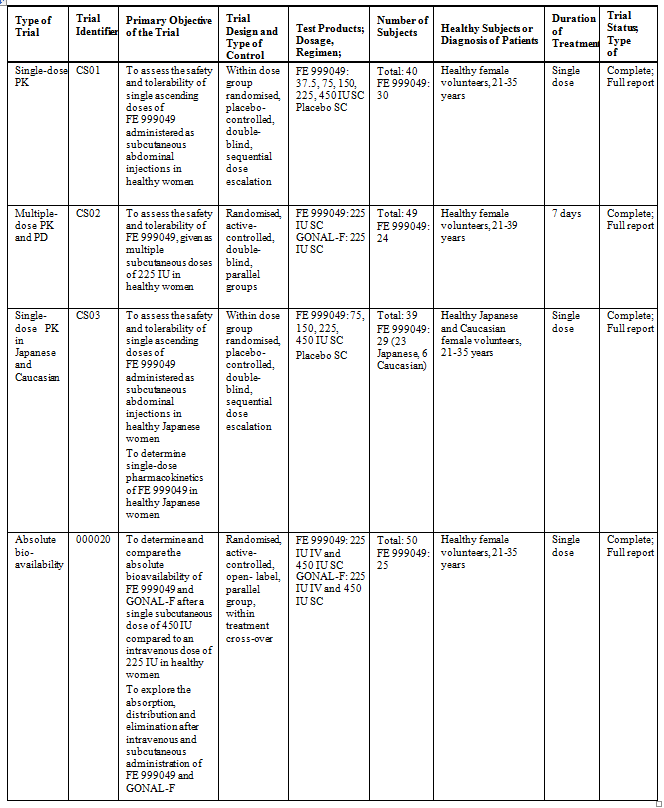 Type of
Trial
Trial
Identifier
Primary Objective
of the Trial
Trial
Design and
Type of
Control
Test Products;
Dosage,
Regimen;
Number of
Subjects
Healthy Subjects or
Diagnosis of Patients
Duration
of
Treatment
Trial
Status;
Type
of
Single-dose
PK
CS01
To assess the safety
and tolerability of
single ascending
doses of
FE 999049
administered as
subcutaneous
abdominal
injections in
healthy women
Within dose
group
randomised,
placebo-
controlled,
double-
blind,
sequential
dose
escalation
FE 999049:
37.5, 75, 150,
225, 450 IU SC
Placebo SC
Total: 40
FE 999049:
30
Healthy female
volunteers, 21-35
years
Single
dose
Complete;
Full report
Multiple-
dose PK
and PD
CS02
To assess the safety
and tolerability of
FE 999049, given as
multiple
subcutaneous doses
of 225 IU in
healthy women
Randomised,
active-
controlled,
double-
blind,
parallel
groups
FE 999049: 225
IU SC
GONAL-F: 225
IU SC
Total: 49
FE 999049:
24
Healthy female
volunteers, 21-39
years
7 days
Complete;
Full report
Single-
dose PK
in
Japanese
and
Caucasian
CS03
To assess the safety
and tolerability of
single ascending
doses of
FE 999049
administered as
subcutaneous
abdominal
injections in
healthy Japanese
women
To determine
single-dose
pharmacokinetics
of FE 999049 in
healthy Japanese
women
Within dose
group
randomised,
placebo-
controlled,
double-
blind,
sequential
dose
escalation
FE 999049: 75,
150, 225,
450 IU SC
Placebo SC
Total: 39
FE 999049:
29 (23
Japanese, 6
Caucasian)
Healthy Japanese
and Caucasian
female volunteers,
21-35 years
Single
dose
Complete;
Full report
Absolute
bio-
availability
000020
To determine and
compare the
absolute
bioavailability of
FE 999049 and
GONAL-F after a
single subcutaneous
dose of 450 IU
compared to an
intravenous dose of
225 IU in healthy
women
To explore the
absorption,
distribution and
elimination after
intravenous and
subcutaneous
administration of
FE 999049 and
GONAL-F
Randomised,
active-
controlled,
open- label,
parallel
group,
within
treatment
cross-over
FE 999049: 225
IU IV and
450 IU SC
GONAL-F: 225
IU IV and 450
IU SC
Total: 50
FE 999049:
25
Healthy female
volunteers, 21-35
years
Single
dose
Complete;
Full report